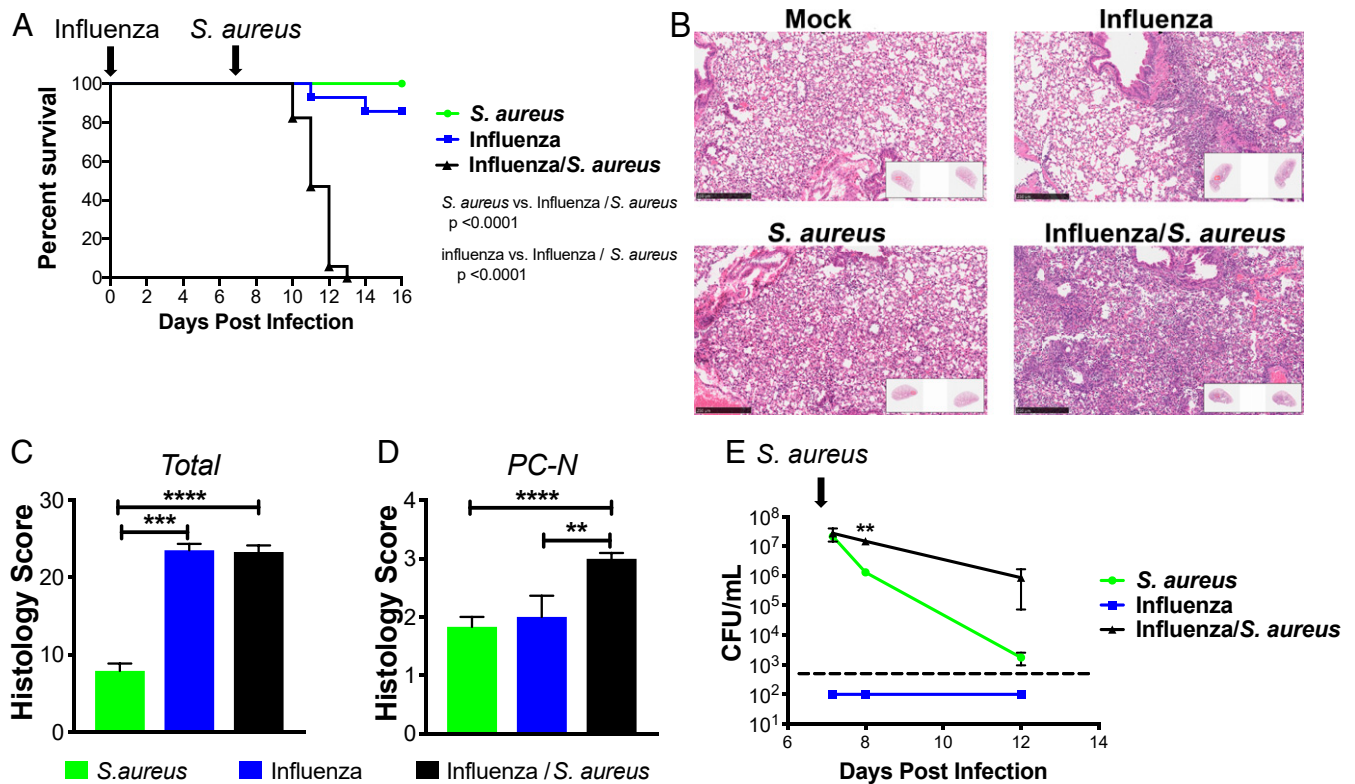 A
Influenza
S. aureus
Percent survival
100
80
60
40
20
0
0 2 4 6 8 10 12 14 16
Days Post Infection
S. aureus
Influenza
Influenza/S. aureus
S. aureus vs. Influenza / S. aureus
p <0.0001
influenza vs. Influenza / S. aureus
p <0.0001
B
Mock
Influenza
S. aureus
Influenza/S. aureus
C
Total
Histology Score
30
20
10
0
****
***
D
PC-N
Histology Score
4
3
2
1
0
****
**
S.aureus
Influenza
Influenza / S. aureus
E
S. aureus
CFU/mL
10^8
10^7
10^6
10^5
10^4
10^3
10^2
10^1
**
6 8 10 12 14
Days Post Infection
S. aureus
Influenza
Influenza/S. aureus